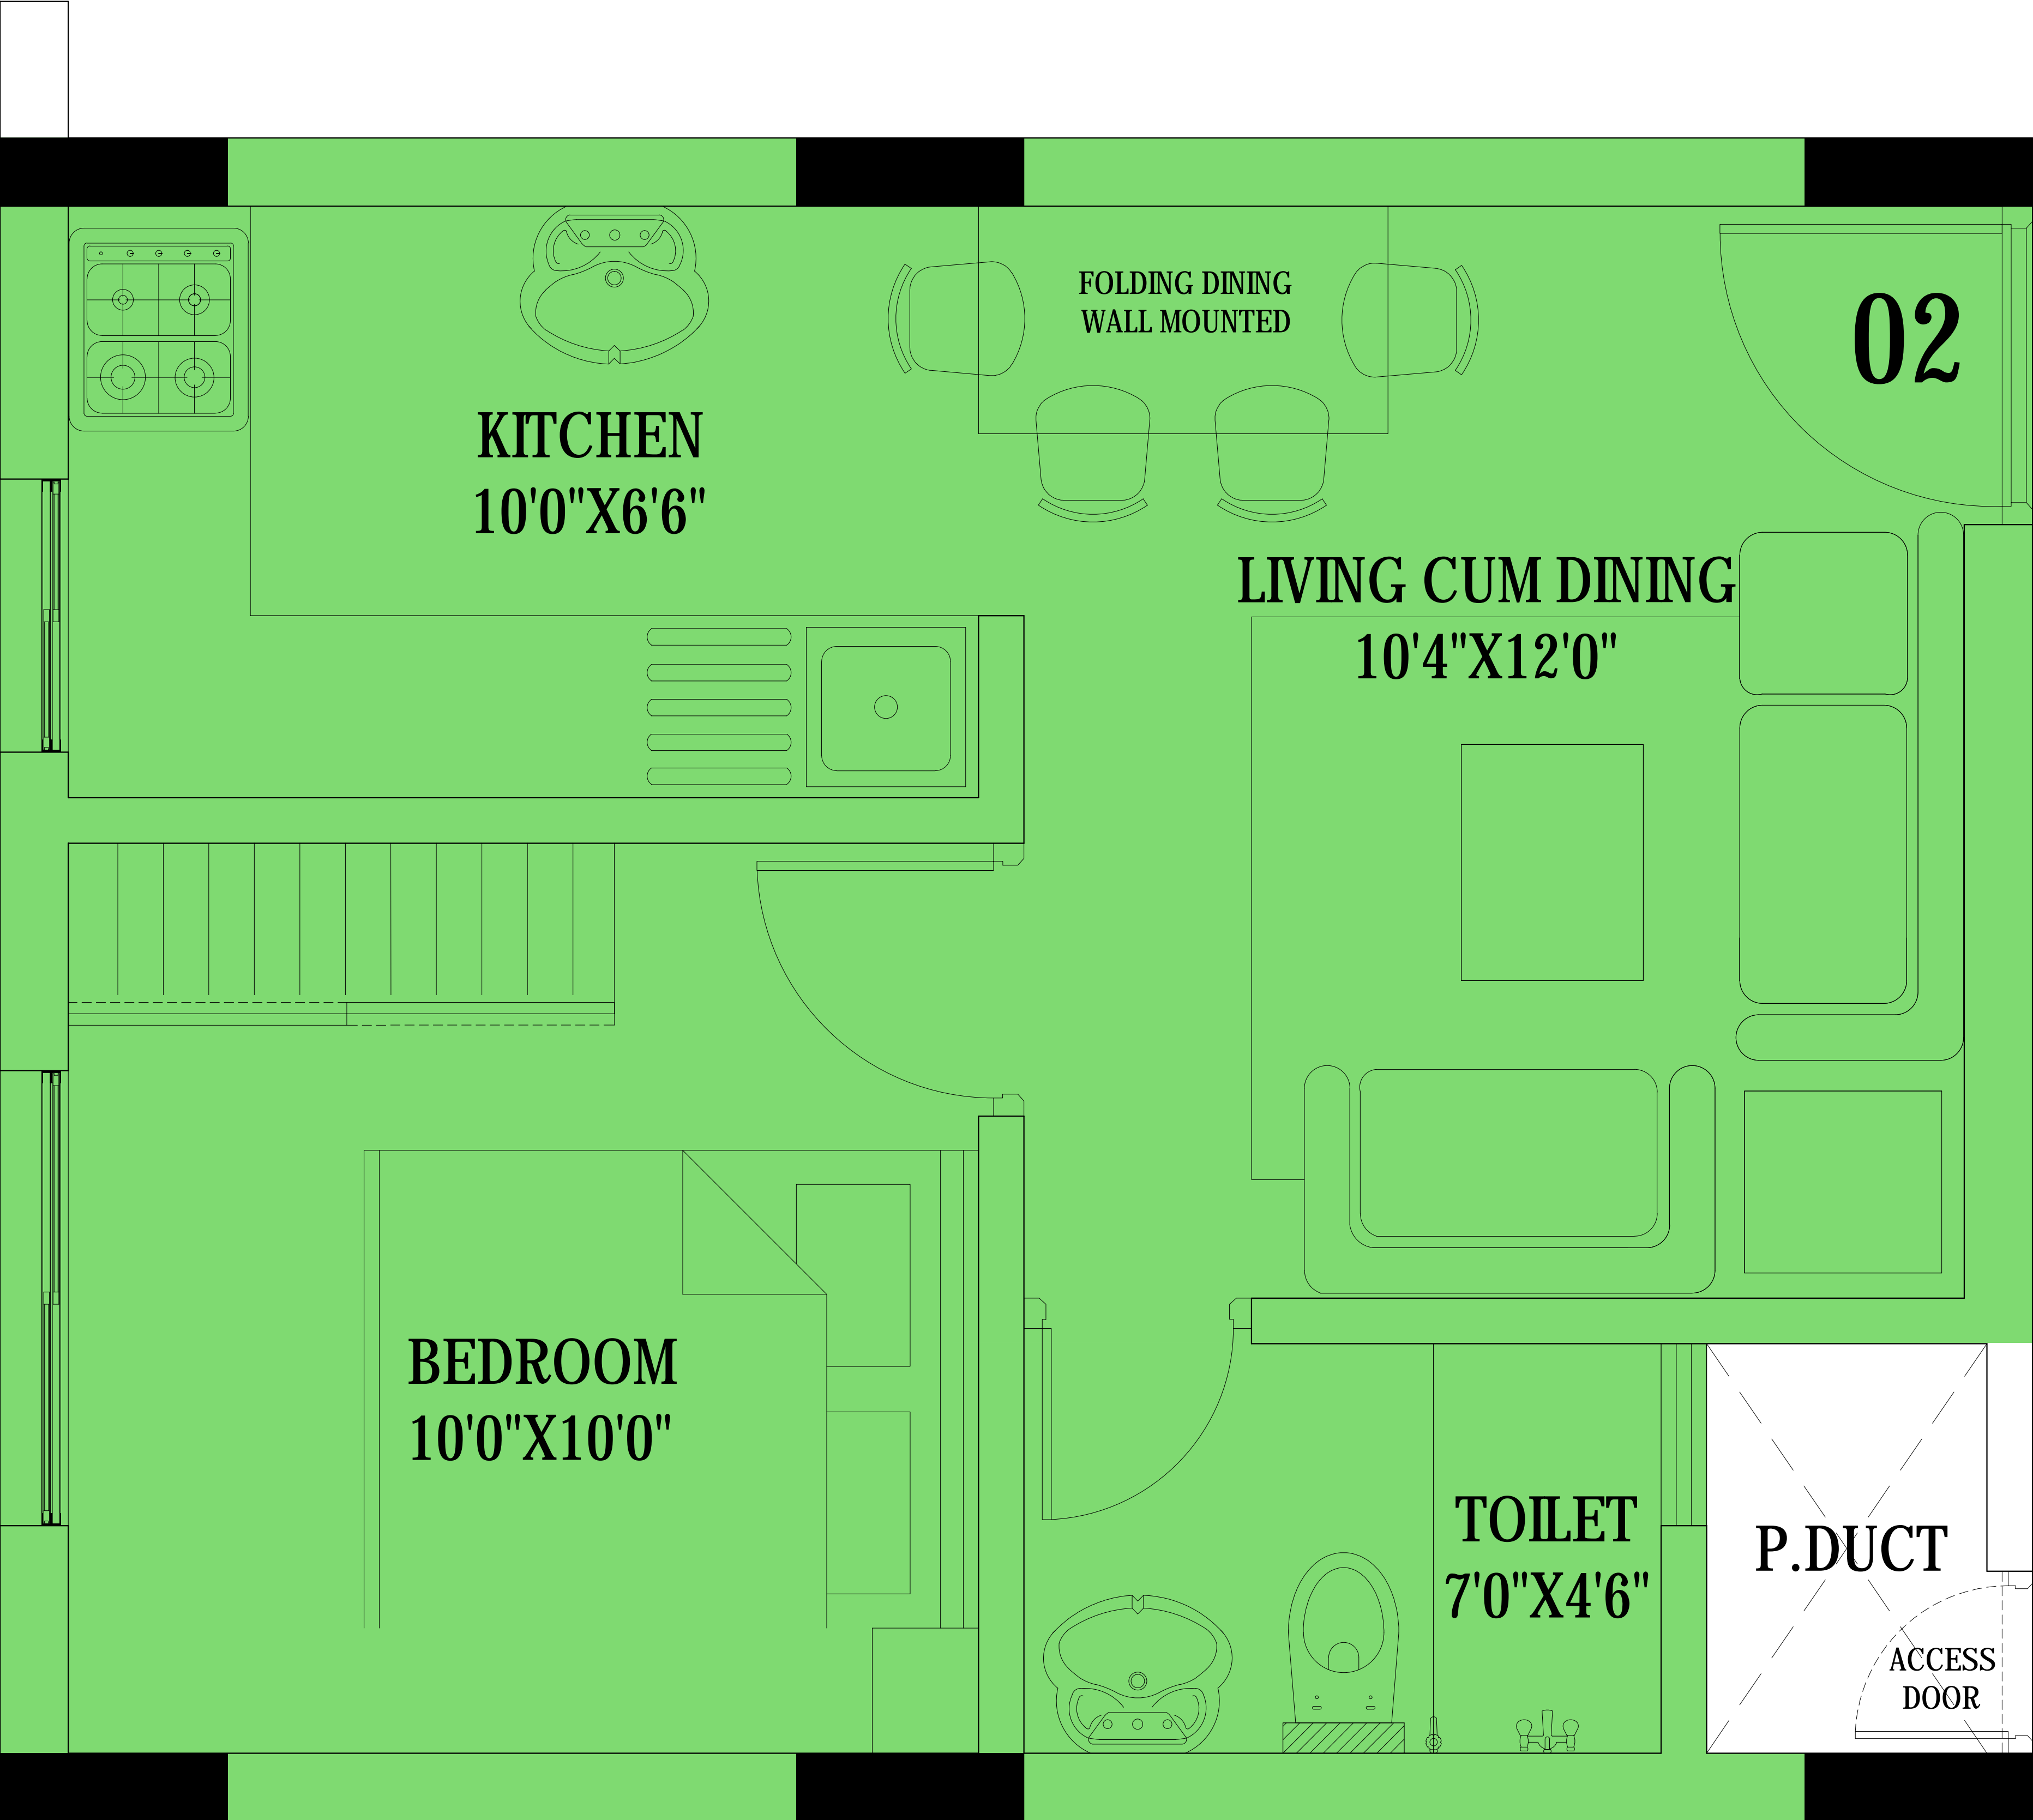 FOLDING DINING
WALL MOUNTED
02
KITCHEN
10'0"X6'6"
LIVING CUM DINING
10'4"X12'0"
BEDROOM
10'0"X10'0"
TOILET
7'0"X4'6"
P.DUCT
ACCESS
DOOR